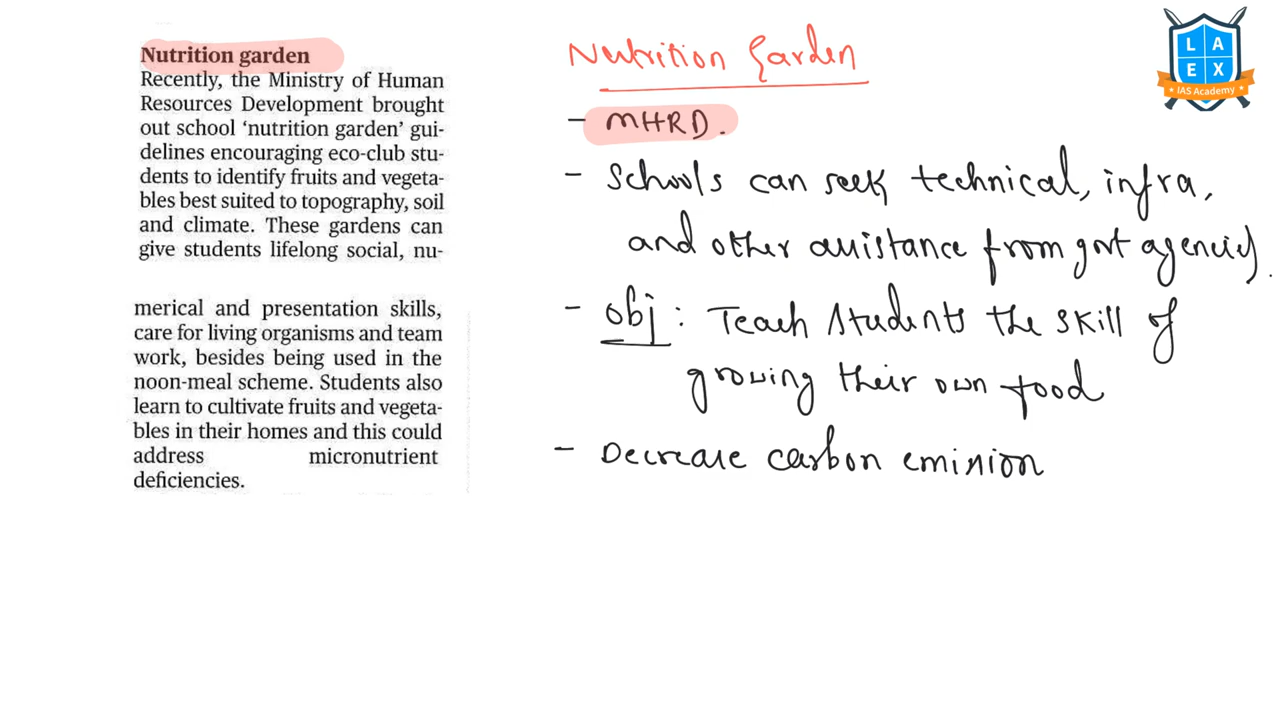 Nutrition garden
Recently, the Ministry of Human
Resources Development brought
out school ‘nutrition garden’ gui-
delines encouraging eco-club stu-
dents to identify fruits and vegeta-
bles best suited to topography, soil
and climate. These gardens can
give students lifelong social, nu-
merical and presentation skills,
care for living organisms and team
work, besides being used in the
noon-meal scheme. Students also
learn to cultivate fruits and vegeta-
bles in their homes and this could
address micronutrient
deficiencies.
Nutrition Garden
- MHRD.
- Schools can seek technical, infra,
and other assistance from govt agencies.
- Obj : Teach students the skill of
growing their own food
- Decrease carbon emission
L A
E X
IAS Academy